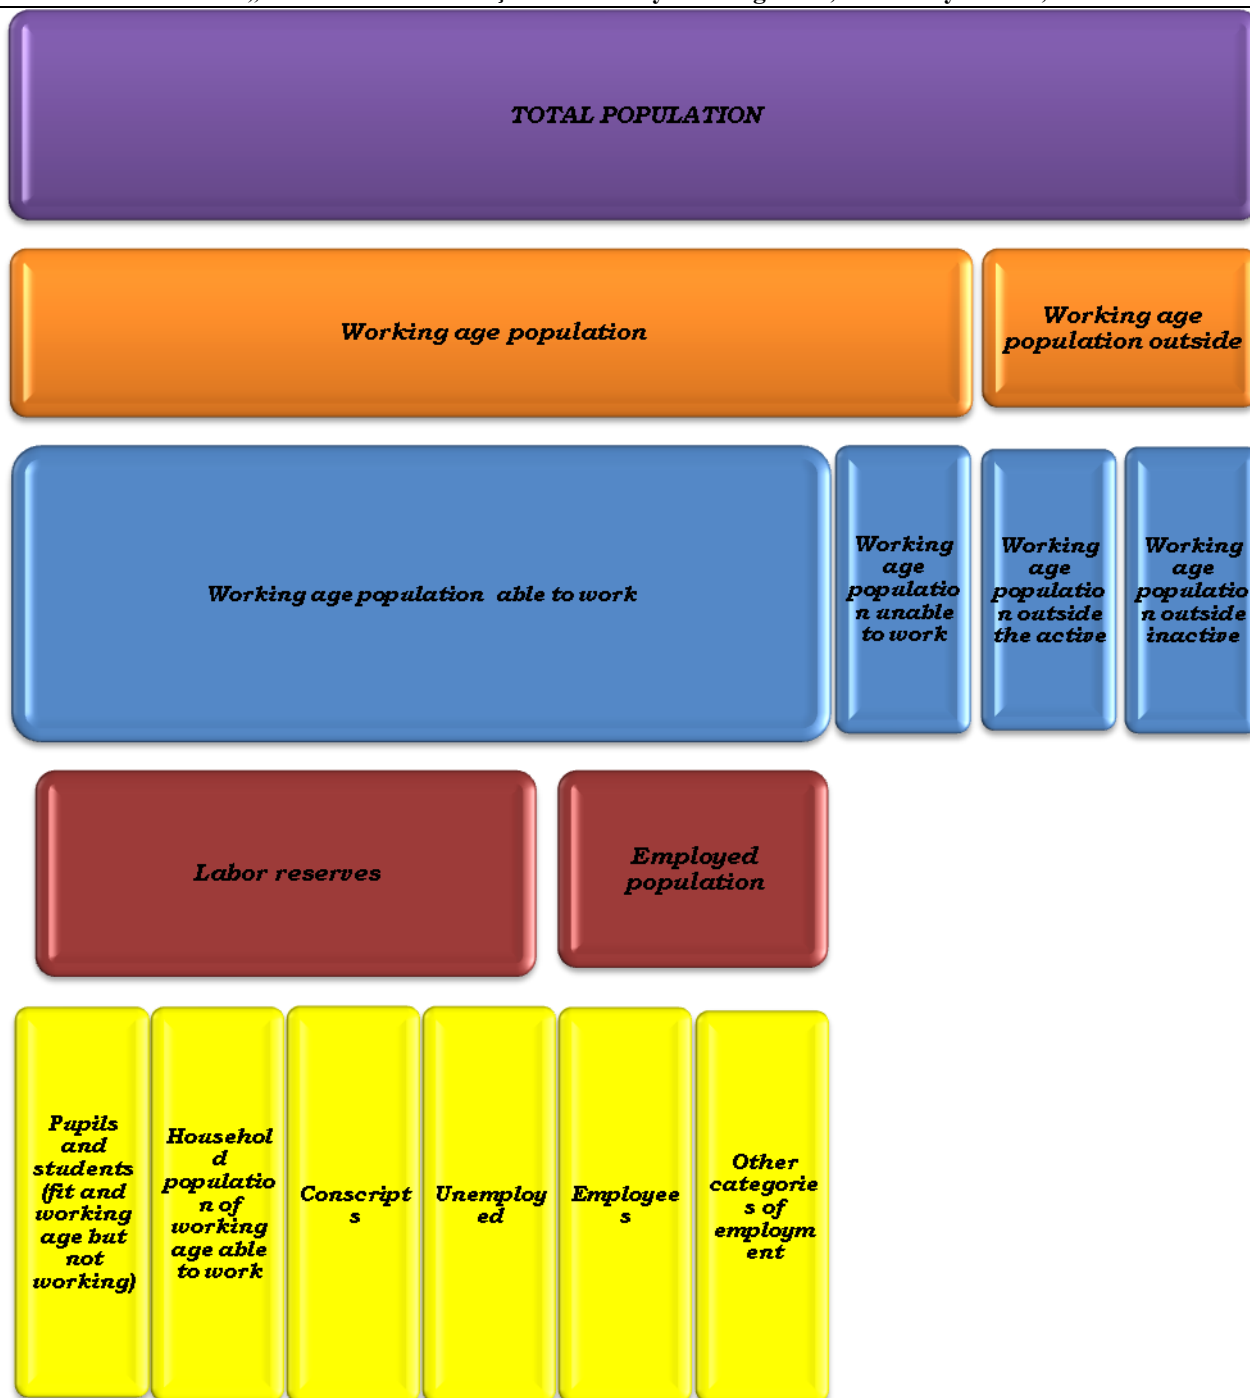 TOTAL POPULATION
Working age population
Working age
population outside
Working age population able to work
Working
age
populatio
n unable
to work
Working
age
populatio
n outside
the active
Working
age
populatio
n outside
inactive
Labor reserves
Employed
population
Pupils
and
students
(fit and
working
age but
not
working)
Househol
d
populatio
n of
working
age able
to work
Conscript
s
Unemploy
ed
Employee
s
Other
categorie
s of
employm
ent